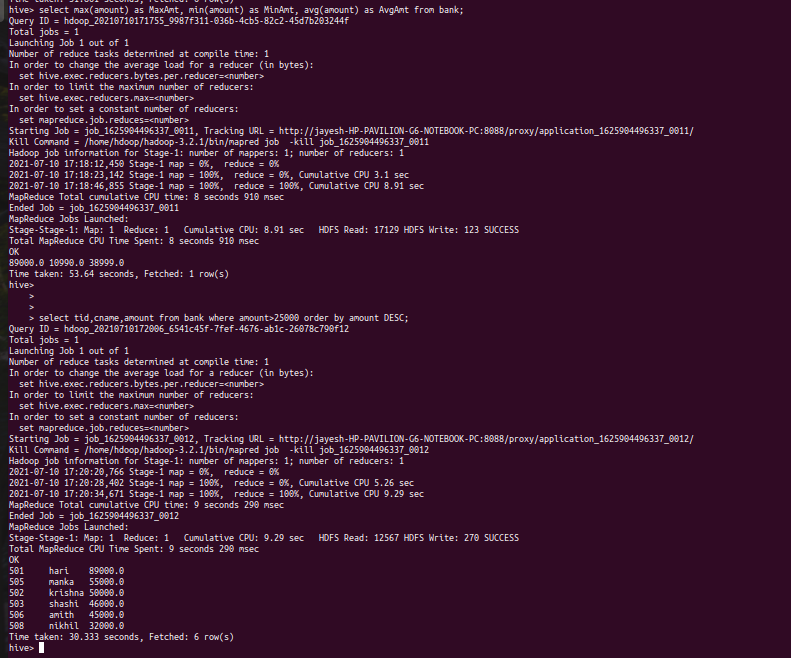 hive> select max(amount) as MaxAmt, min(amount) as MinAmt, avg(amount) as AvgAmt from bank;
Query ID = hdoop_20210710171755_9987f311-036b-4cb5-82c2-45d7b203244f
Total jobs = 1
Launching Job 1 out of 1
Number of reduce tasks determined at compile time: 1
In order to change the average load for a reducer (in bytes):
  set hive.exec.reducers.bytes.per.reducer=<number>
In order to limit the maximum number of reducers:
  set hive.exec.reducers.max=<number>
In order to set a constant number of reducers:
  set mapreduce.job.reduces=<number>
Starting Job = job_1625904496337_0011, Tracking URL = http://jayesh-HP-PAVILION-G6-NOTEBOOK-PC:8088/proxy/application_1625904496337_0011/
Kill Command = /home/hdoop/hadoop-3.2.1/bin/mapred job  -kill job_1625904496337_0011
Hadoop job information for Stage-1: number of mappers: 1; number of reducers: 1
2021-07-10 17:18:12,450 Stage-1 map = 0%,  reduce = 0%
2021-07-10 17:18:23,142 Stage-1 map = 100%,  reduce = 0%, Cumulative CPU 3.1 sec
2021-07-10 17:18:46,855 Stage-1 map = 100%,  reduce = 100%, Cumulative CPU 8.91 sec
MapReduce Total cumulative CPU time: 8 seconds 910 msec
Ended Job = job_1625904496337_0011
MapReduce Jobs Launched:
Stage-Stage-1: Map: 1  Reduce: 1   Cumulative CPU: 8.91 sec   HDFS Read: 17129 HDFS Write: 123 SUCCESS
Total MapReduce CPU Time Spent: 8 seconds 910 msec
OK
89000.0 10990.0 38999.0
Time taken: 53.64 seconds, Fetched: 1 row(s)
hive>
    >
    >
    > select tid,cname,amount from bank where amount>25000 order by amount DESC;
Query ID = hdoop_20210710172006_6541c45f-7fef-4676-ab1c-26078c790f12
Total jobs = 1
Launching Job 1 out of 1
Number of reduce tasks determined at compile time: 1
In order to change the average load for a reducer (in bytes):
  set hive.exec.reducers.bytes.per.reducer=<number>
In order to limit the maximum number of reducers:
  set hive.exec.reducers.max=<number>
In order to set a constant number of reducers:
  set mapreduce.job.reduces=<number>
Starting Job = job_1625904496337_0012, Tracking URL = http://jayesh-HP-PAVILION-G6-NOTEBOOK-PC:8088/proxy/application_1625904496337_0012/
Kill Command = /home/hdoop/hadoop-3.2.1/bin/mapred job  -kill job_1625904496337_0012
Hadoop job information for Stage-1: number of mappers: 1; number of reducers: 1
2021-07-10 17:20:20,766 Stage-1 map = 0%,  reduce = 0%
2021-07-10 17:20:28,402 Stage-1 map = 100%,  reduce = 0%, Cumulative CPU 5.26 sec
2021-07-10 17:20:34,671 Stage-1 map = 100%,  reduce = 100%, Cumulative CPU 9.29 sec
MapReduce Total cumulative CPU time: 9 seconds 290 msec
Ended Job = job_1625904496337_0012
MapReduce Jobs Launched:
Stage-Stage-1: Map: 1  Reduce: 1   Cumulative CPU: 9.29 sec   HDFS Read: 12567 HDFS Write: 270 SUCCESS
Total MapReduce CPU Time Spent: 9 seconds 290 msec
OK
501     hari    89000.0
505     manka   55000.0
502     krishna 50000.0
503     shashi  46000.0
506     amith   45000.0
508     nikhil  32000.0
Time taken: 30.333 seconds, Fetched: 6 row(s)
hive>